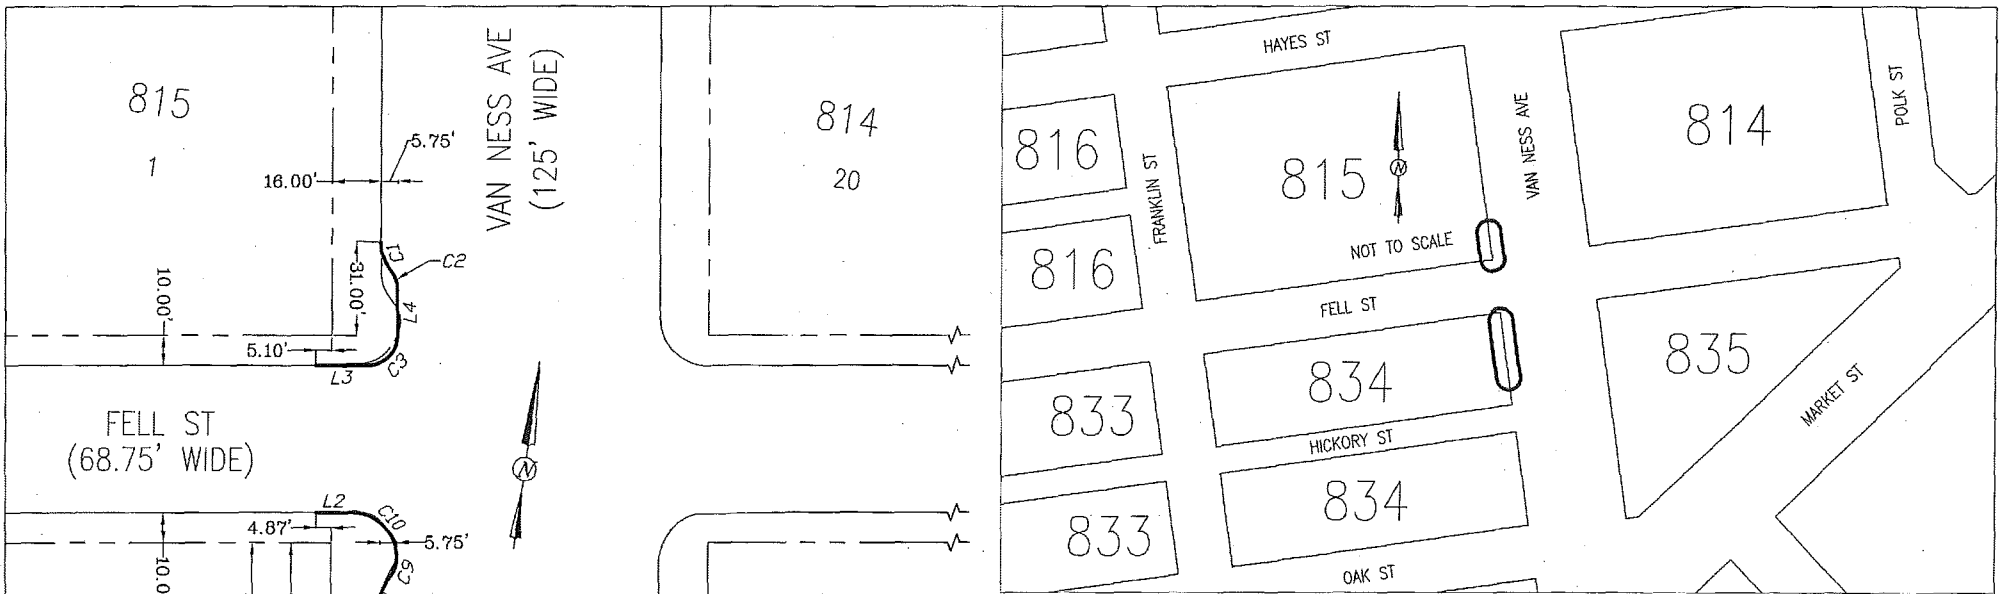 815
1
16.00'
5.75'
VAN NESS AVE
(125' WIDE)
814
20
C1
C2
31.00'
L4
10.00'
5.10'
L3
C3
FELL ST
(68.75' WIDE)
N
L2
C10
4.87'
5.75'
C9
10.0
HAYES ST
816
FRANKLIN ST
815
N
VAN NESS AVE
814
POLK ST
816
NOT TO SCALE
FELL ST
833
834
835
HICKORY ST
MARKET ST
833
834
OAK ST